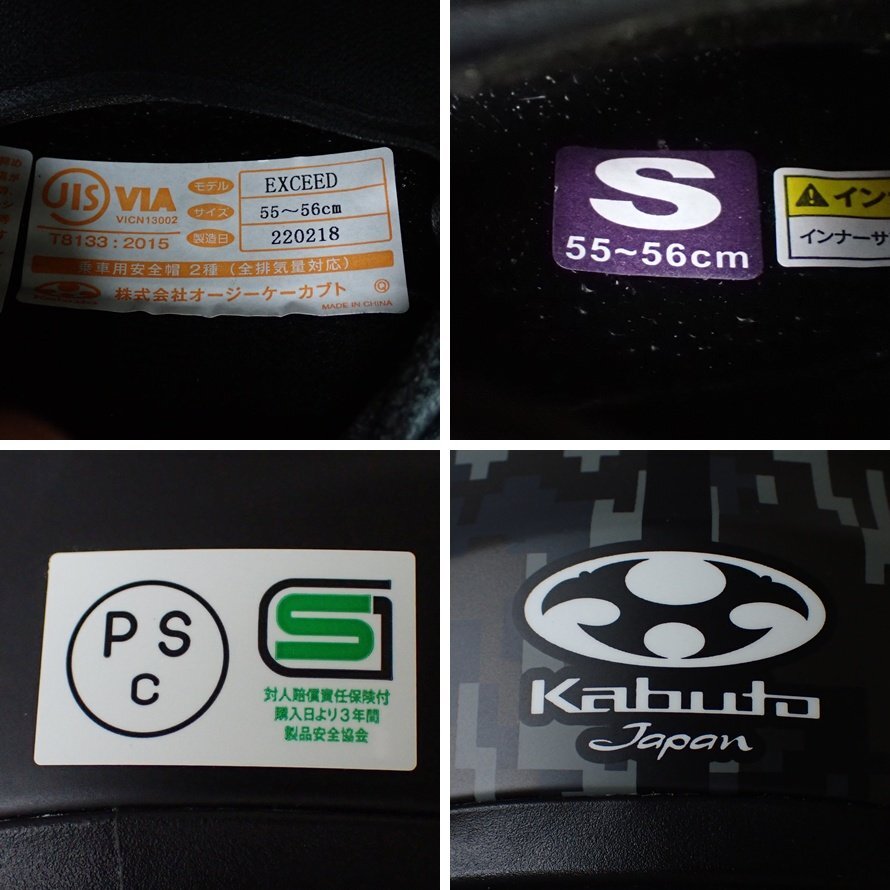 JIS VIA
VICN13002
T8133:2015
モデル EXCEED
サイズ 55～56cm
製造日 220218
乗車用安全帽 2種 (全排気量対応)
株式会社オージーケーカブト Q
MADE IN CHINA
S
55~56cm
イン
インナーサ
PS
C
S
対人賠償責任保険付
購入日より3年間
製品安全協会
Kabuto
Japan